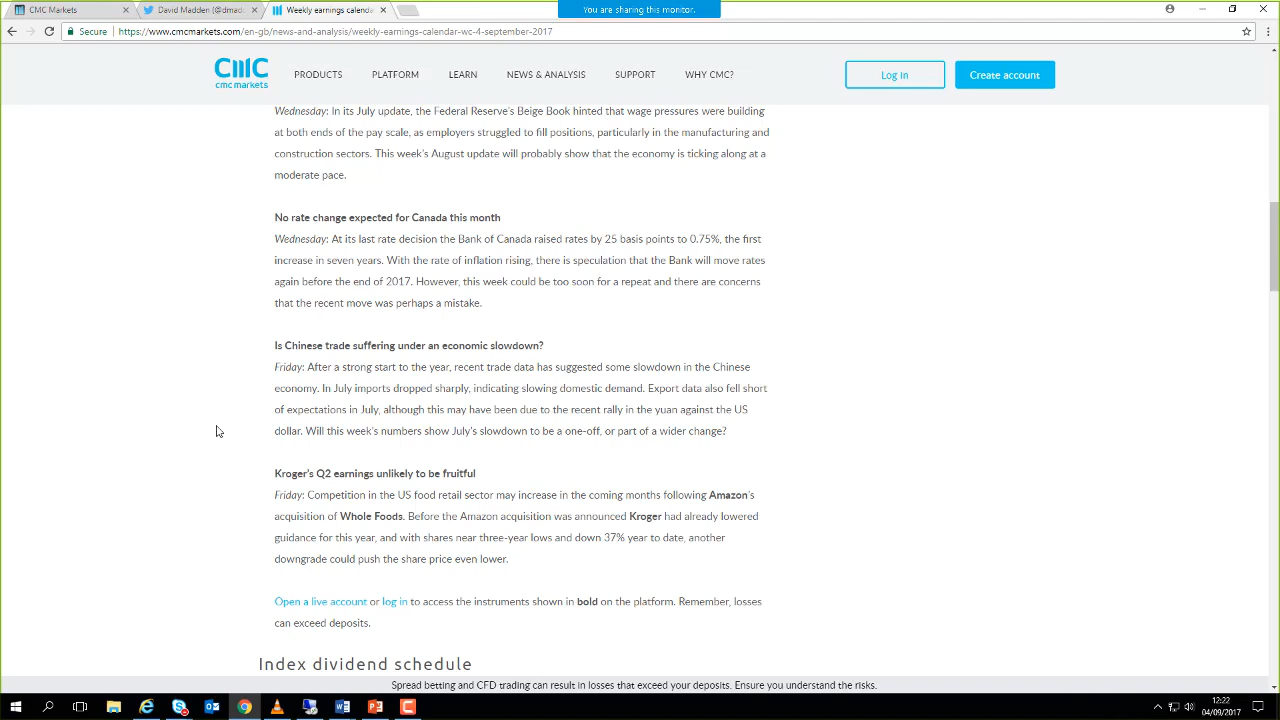 You are sharing this monitor.
CMC Markets
David Madden (@dmad
Weekly earnings calenda
Secure
https://www.cmcmarkets.com/en-gb/news-and-analysis/weekly-earnings-calendar-wc-4-september-2017
cmc markets
PRODUCTS
PLATFORM
LEARN
NEWS & ANALYSIS
SUPPORT
WHY CMC?
Log in
Create account
Wednesday: In its July update, the Federal Reserve's Beige Book hinted that wage pressures were building
at both ends of the pay scale, as employers struggled to fill positions, particularly in the manufacturing and
construction sectors. This week's August update will probably show that the economy is ticking along at a
moderate pace.
No rate change expected for Canada this month
Wednesday: At its last rate decision the Bank of Canada raised rates by 25 basis points to 0.75%, the first
increase in seven years. With the rate of inflation rising, there is speculation that the Bank will move rates
again before the end of 2017. However, this week could be too soon for a repeat and there are concerns
that the recent move was perhaps a mistake.
Is Chinese trade suffering under an economic slowdown?
Friday: After a strong start to the year, recent trade data has suggested some slowdown in the Chinese
economy. In July imports dropped sharply, indicating slowing domestic demand. Export data also fell short
of expectations in July, although this may have been due to the recent rally in the yuan against the US
dollar. Will this week's numbers show July's slowdown to be a one-off, or part of a wider change?
Kroger's Q2 earnings unlikely to be fruitful
Friday: Competition in the US food retail sector may increase in the coming months following Amazon's
acquisition of Whole Foods. Before the Amazon acquisition was announced Kroger had already lowered
guidance for this year, and with shares near three-year lows and down 37% year to date, another
downgrade could push the share price even lower.
Open a live account or log in to access the instruments shown in bold on the platform. Remember, losses
can exceed deposits.
Index dividend schedule
Spread betting and CFD trading can result in losses that exceed your deposits. Ensure you understand the risks.
12:22
04/09/2017